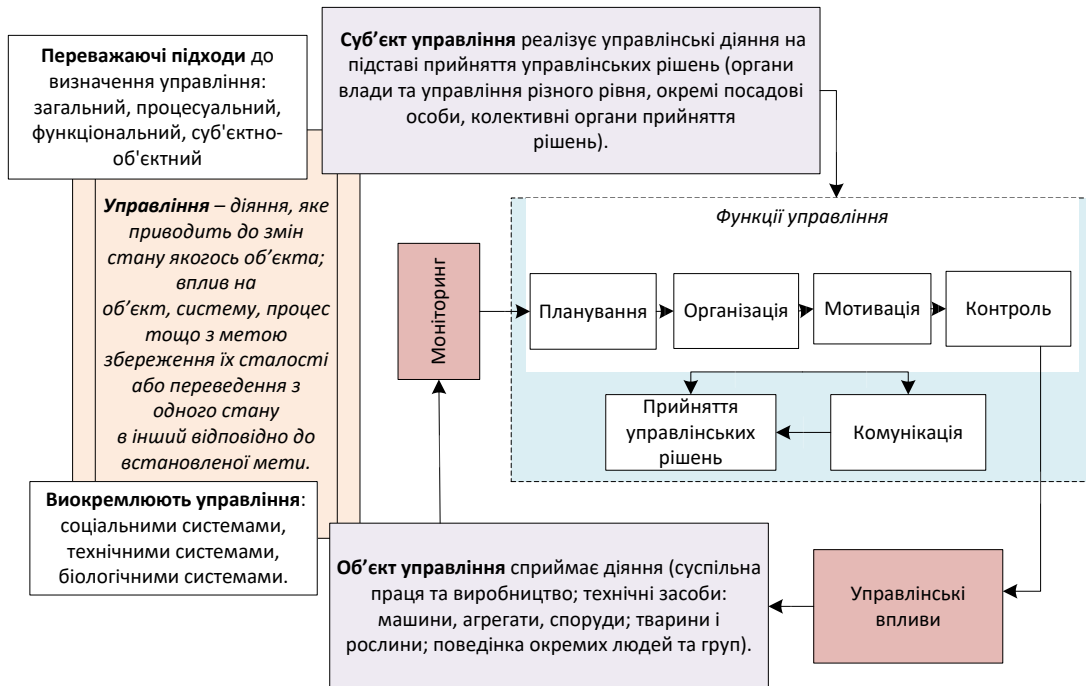 Переважаючі підходи до
визначення управління:
загальний, процесуальний,
функціональний, суб'єктно-
об'єктний
Суб’єкт управління реалізує управлінські діяння на
підставі прийняття управлінських рішень (органи
влади та управління різного рівня, окремі посадові
особи, колективні органи прийняття
рішень).
Управління – діяння, яке
приводить до змін
стану якогось об’єкта;
вплив на
об’єкт, систему, процес
тощо з метою
збереження їх сталості
або переведення з
одного стану
в інший відповідно до
встановленої мети.
Моніторинг
Функції управління
Планування
Організація
Мотивація
Контроль
Прийняття
управлінських
рішень
Комунікація
Виокремлюють управління:
соціальними системами,
технічними системами,
біологічними системами.
Об’єкт управління сприймає діяння (суспільна
праця та виробництво; технічні засоби:
машини, агрегати, споруди; тварини і
рослини; поведінка окремих людей та груп).
Управлінські
впливи